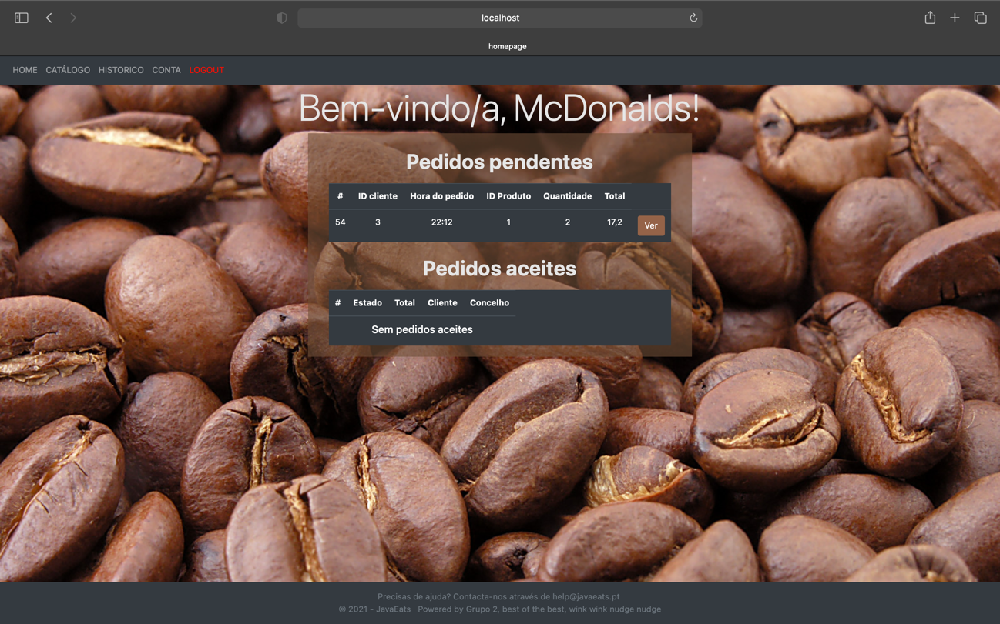 localhost
homepage
HOME CATÁLOGO HISTORICO CONTA LOGOUT
Bem-vindo/a, McDonalds!
Pedidos pendentes
# ID cliente Hora do pedido ID Produto Quantidade Total
54 3 22:12 1 2 17,2 Ver
Pedidos aceites
# Estado Total Cliente Concelho
Sem pedidos aceites
Precisas de ajuda? Contacta-nos através de help@javaeats.pt
© 2021 - JavaEats Powered by Grupo 2, best of the best, wink wink nudge nudge